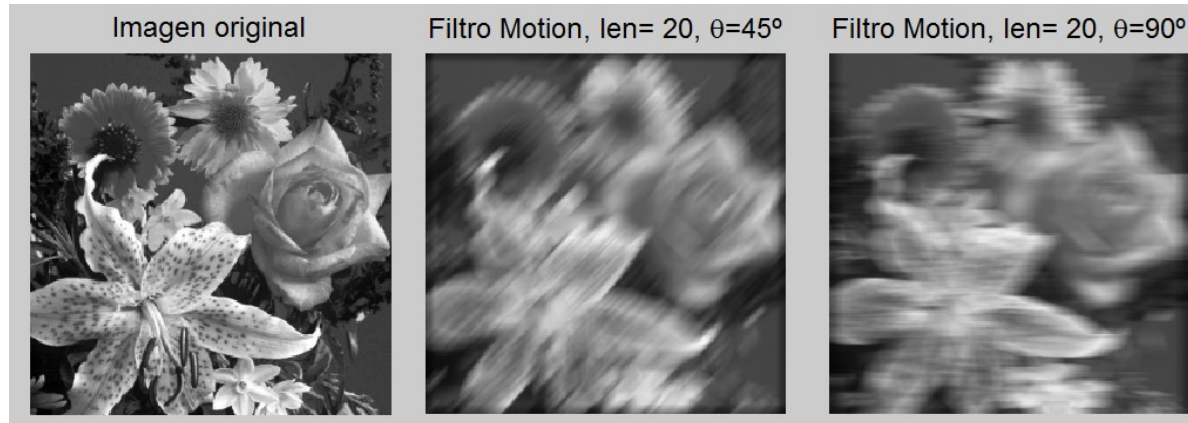 Imagen original
Filtro Motion, len= 20, θ=45º
Filtro Motion, len= 20, θ=90º